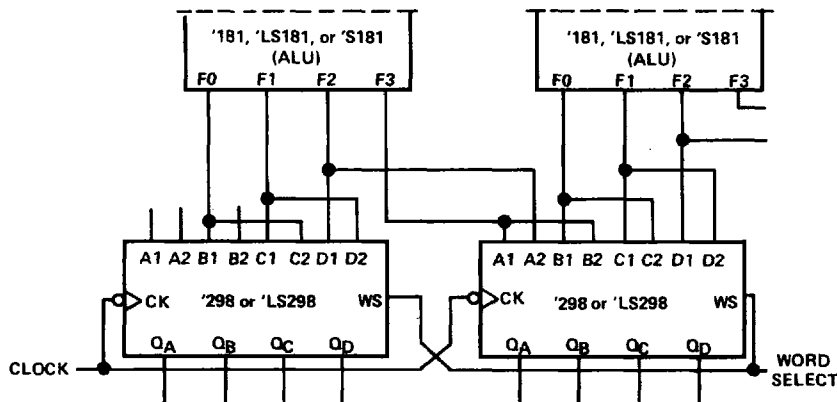 '181, 'LS181, or 'S181
(ALU)
F0 F1 F2 F3
'181, 'LS181, or 'S181
(ALU)
F0 F1 F2 F3
A1 A2 B1 B2 C1 C2 D1 D2
CK '298 or 'LS298 WS
QA QB QC QD
A1 A2 B1 B2 C1 C2 D1 D2
CK '298 or 'LS298 WS
QA QB QC QD
CLOCK
WORD
SELECT